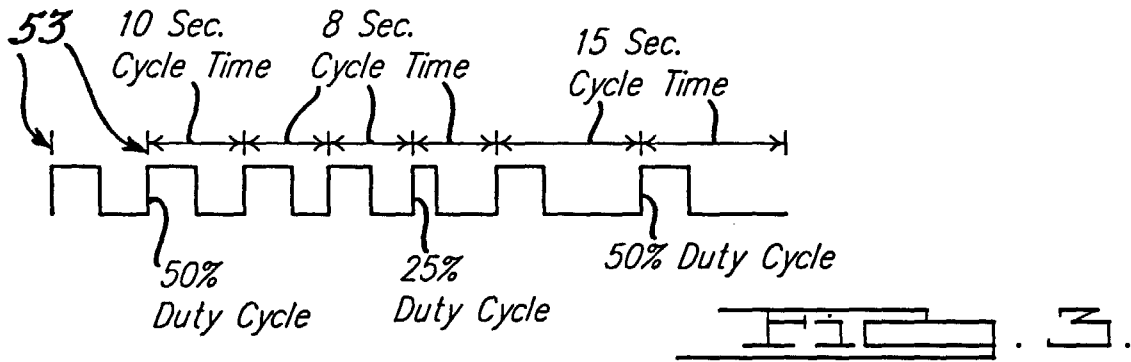 53
10 Sec.
Cycle Time
8 Sec.
Cycle Time
15 Sec.
Cycle Time
50%
Duty Cycle
25%
Duty Cycle
50% Duty Cycle
FIG. 3.